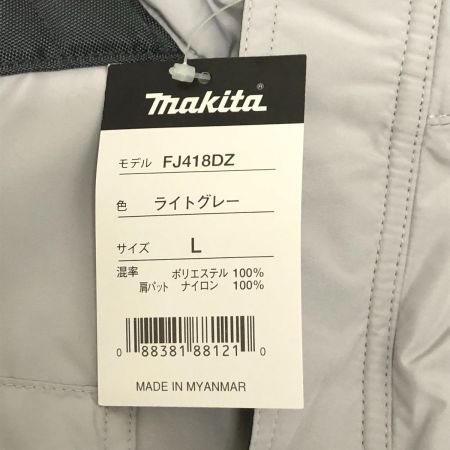 makita
モデル FJ418DZ
色 ライトグレー
サイズ L
混率 ポリエステル 100%
肩パット ナイロン 100%
0 88381 88121 0
MADE IN MYANMAR